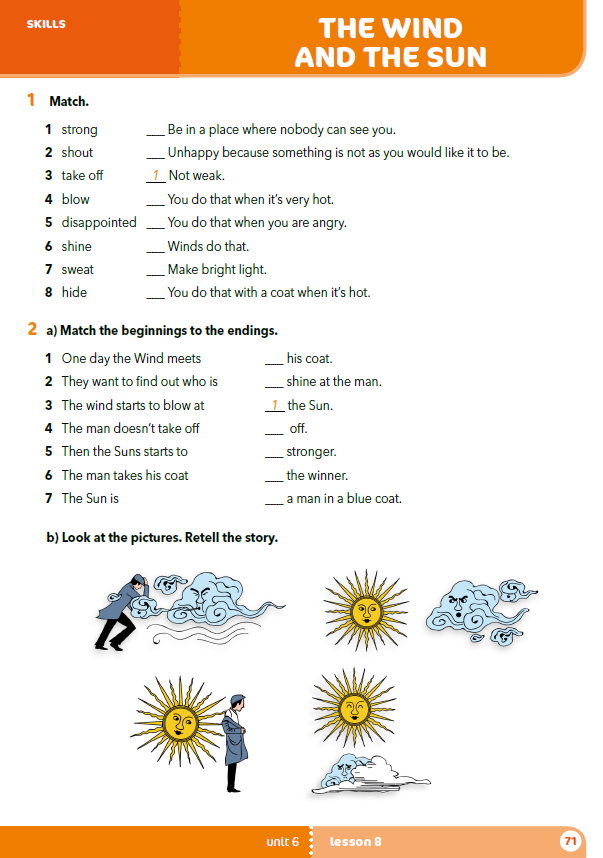 SKILLS
THE WIND
AND THE SUN
1 Match.
1 strong ___ Be in a place where nobody can see you.
2 shout ___ Unhappy because something is not as you would like it to be.
3 take off _1_ Not weak.
4 blow ___ You do that when it's very hot.
5 disappointed ___ You do that when you are angry.
6 shine ___ Winds do that.
7 sweat ___ Make bright light.
8 hide ___ You do that with a coat when it's hot.
2 a) Match the beginnings to the endings.
1 One day the Wind meets ___ his coat.
2 They want to find out who is ___ shine at the man.
3 The wind starts to blow at _1_ the Sun.
4 The man doesn't take off ___ off.
5 Then the Suns starts to ___ stronger.
6 The man takes his coat ___ the winner.
7 The Sun is ___ a man in a blue coat.
b) Look at the pictures. Retell the story.
unit 6 lesson 8 71